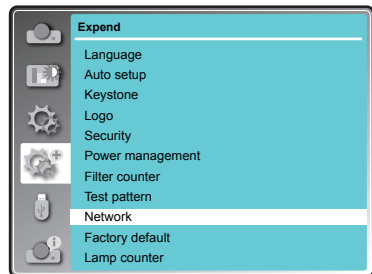 Expend
Language
Auto setup
Keystone
Logo
Security
Power management
Filter counter
Test pattern
Network
Factory default
Lamp counter